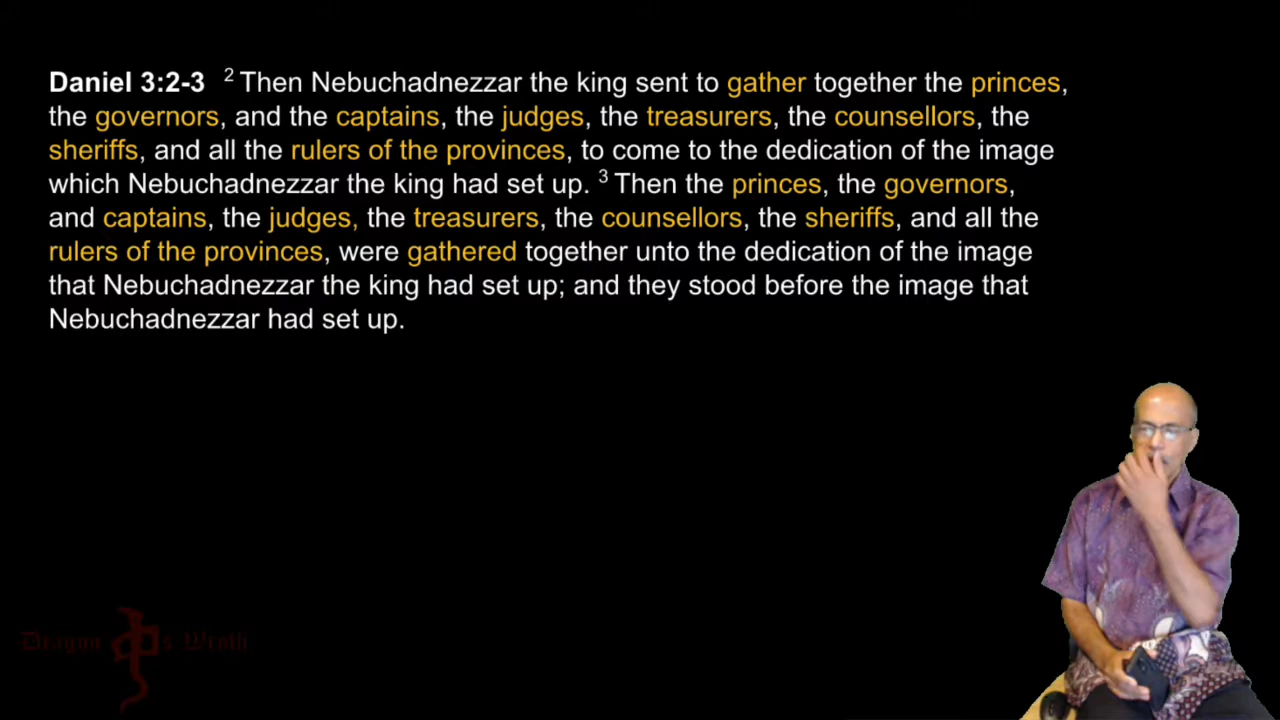 Daniel 3:2-3 2 Then Nebuchadnezzar the king sent to gather together the princes,
the governors, and the captains, the judges, the treasurers, the counsellors, the
sheriffs, and all the rulers of the provinces, to come to the dedication of the image
which Nebuchadnezzar the king had set up. 3 Then the princes, the governors,
and captains, the judges, the treasurers, the counsellors, the sheriffs, and all the
rulers of the provinces, were gathered together unto the dedication of the image
that Nebuchadnezzar the king had set up; and they stood before the image that
Nebuchadnezzar had set up.
Dragon s Wroth